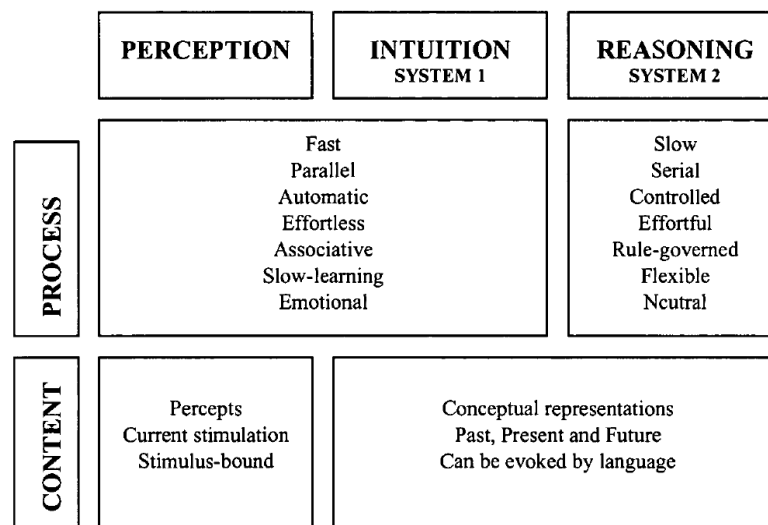 PERCEPTION
INTUITION
SYSTEM 1
REASONING
SYSTEM 2
PROCESS
Fast
Parallel
Automatic
Effortless
Associative
Slow-learning
Emotional
Slow
Serial
Controlled
Effortful
Rule-governed
Flexible
Neutral
CONTENT
Percepts
Current stimulation
Stimulus-bound
Conceptual representations
Past, Present and Future
Can be evoked by language